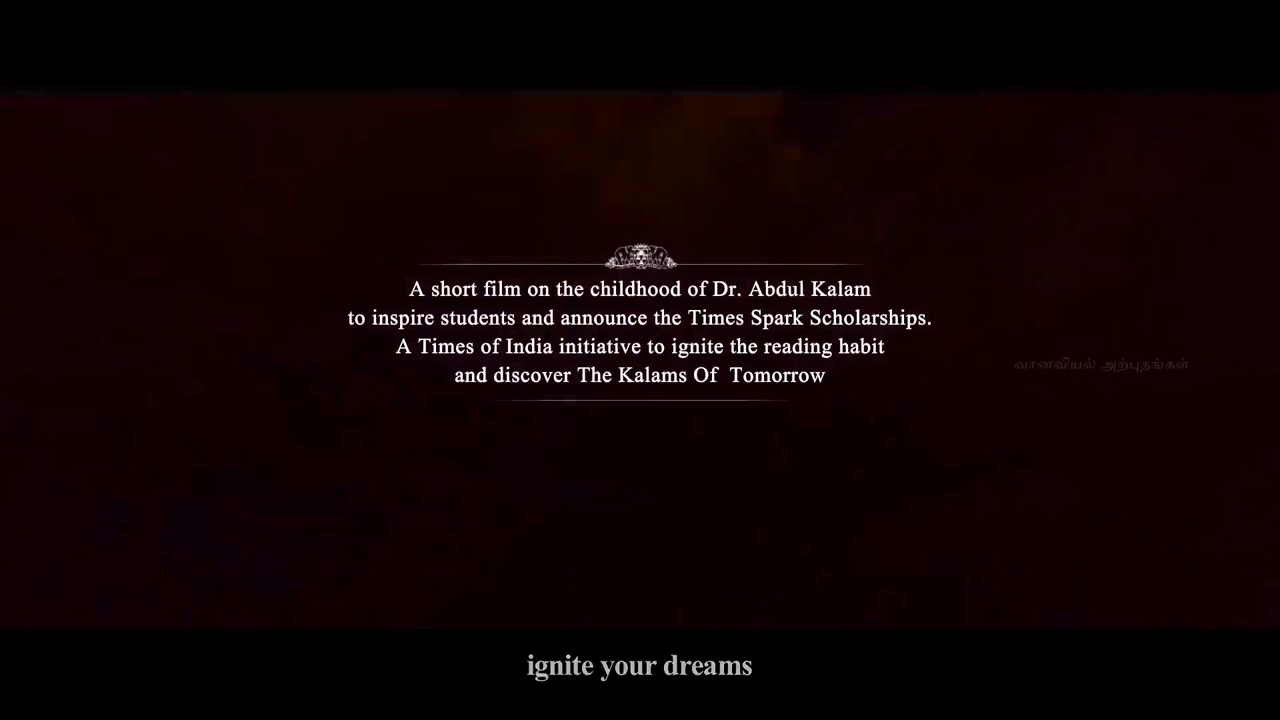 A short film on the childhood of Dr. Abdul Kalam
to inspire students and announce the Times Spark Scholarships.
A Times of India initiative to ignite the reading habit
and discover The Kalams Of Tomorrow
வானவியல் அற்புதங்கள்
ignite your dreams